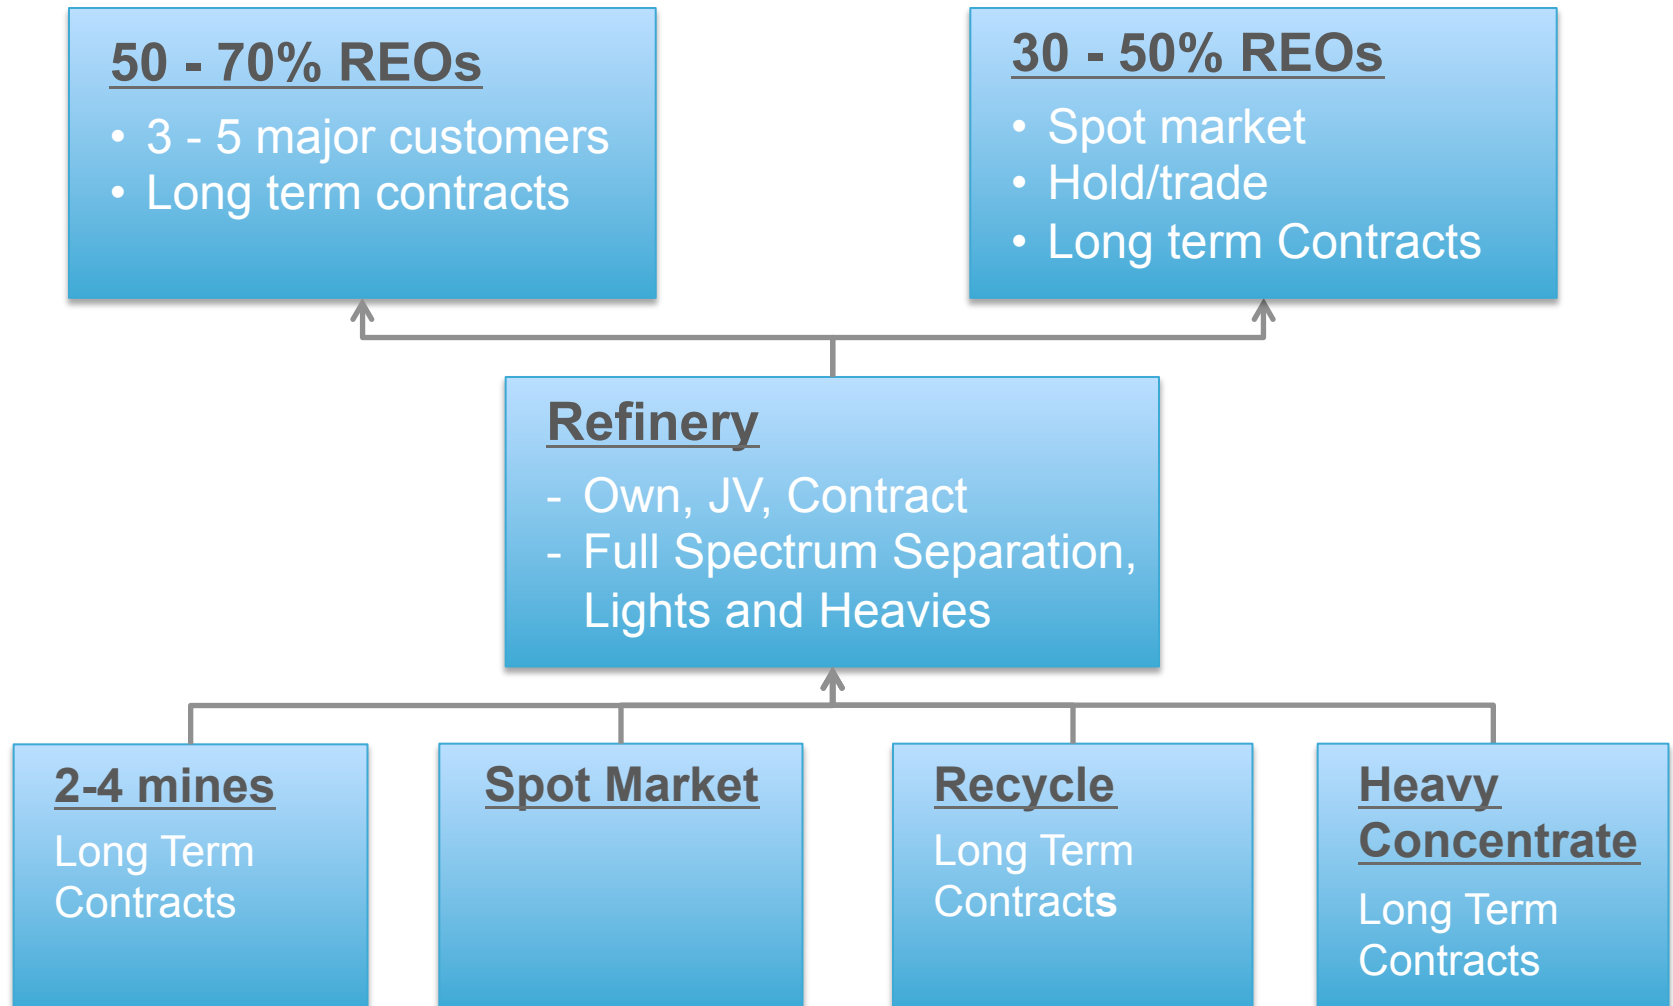 50 - 70% REOs
• 3 - 5 major customers
• Long term contracts
30 - 50% REOs
• Spot market
• Hold/trade
• Long term Contracts
Refinery
- Own, JV, Contract
- Full Spectrum Separation,
Lights and Heavies
2-4 mines
Long Term
Contracts
Spot Market
Recycle
Long Term
Contracts
Heavy
Concentrate
Long Term
Contracts